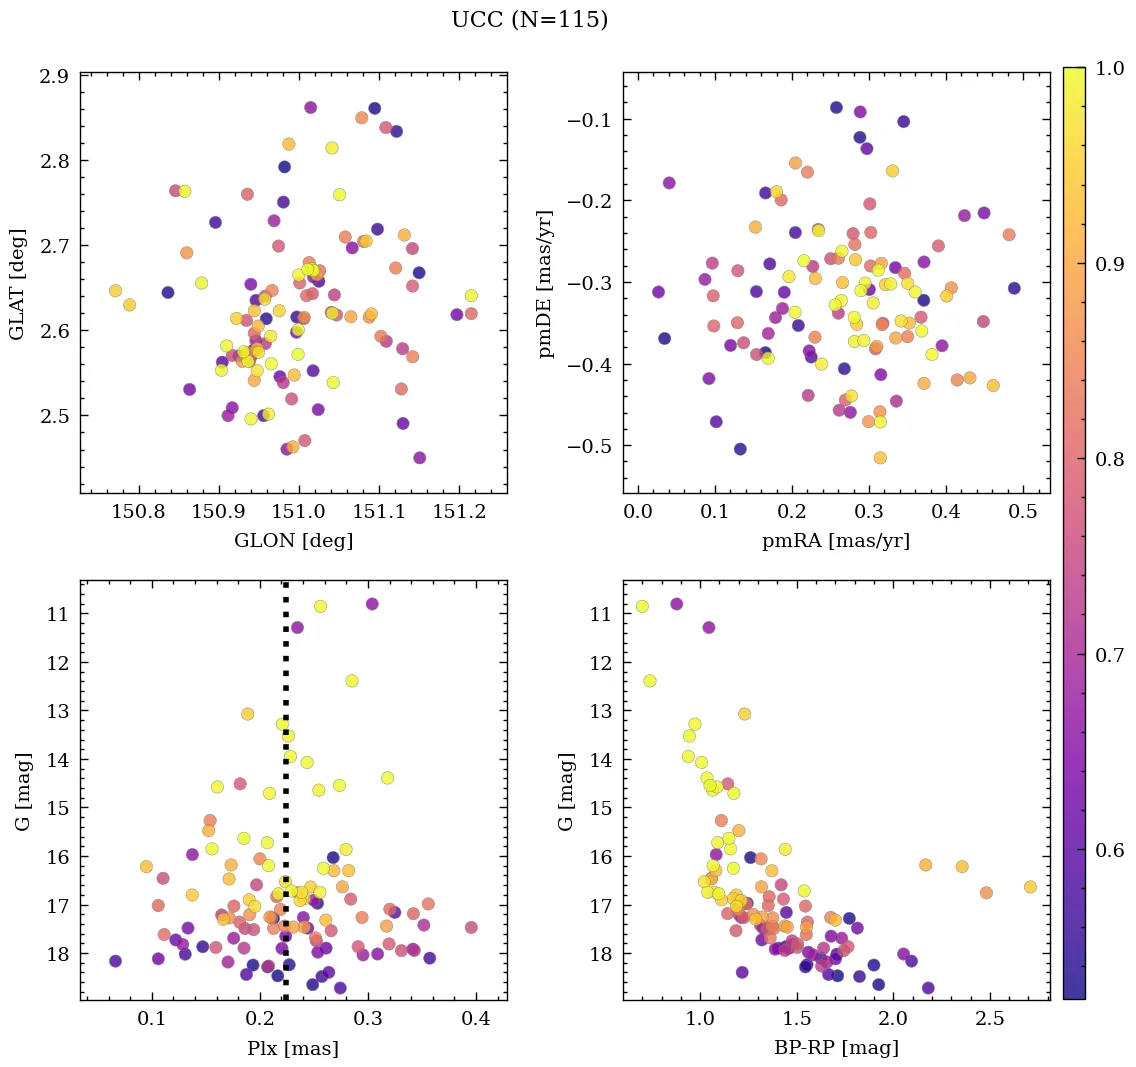 UCC (N=115)
2.9
2.8
2.7
2.6
2.5
GLAT [deg]
150.8 150.9 151.0 151.1 151.2
GLON [deg]
−0.1
−0.2
−0.3
−0.4
−0.5
pmDE [mas/yr]
0.0 0.1 0.2 0.3 0.4 0.5
pmRA [mas/yr]
1.0
0.9
0.8
0.7
0.6
11
12
13
14
15
16
17
18
G [mag]
0.1 0.2 0.3 0.4
Plx [mas]
11
12
13
14
15
16
17
18
G [mag]
1.0 1.5 2.0 2.5
BP-RP [mag]